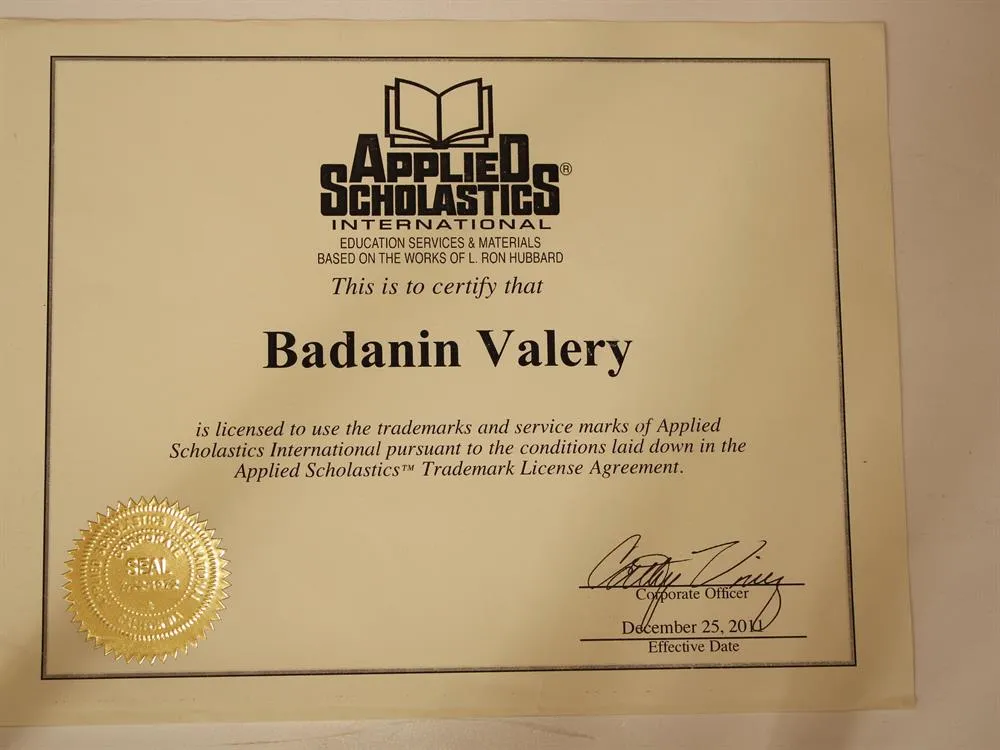 APPLIED
SCHOLASTICS®
INTERNATIONAL
EDUCATION SERVICES & MATERIALS
BASED ON THE WORKS OF L. RON HUBBARD
This is to certify that
Badanin Valery
is licensed to use the trademarks and service marks of Applied
Scholastics International pursuant to the conditions laid down in the
Applied Scholastics™ Trademark License Agreement.
CORPORATE
SEAL
Corporate Officer
December 25, 2011
Effective Date